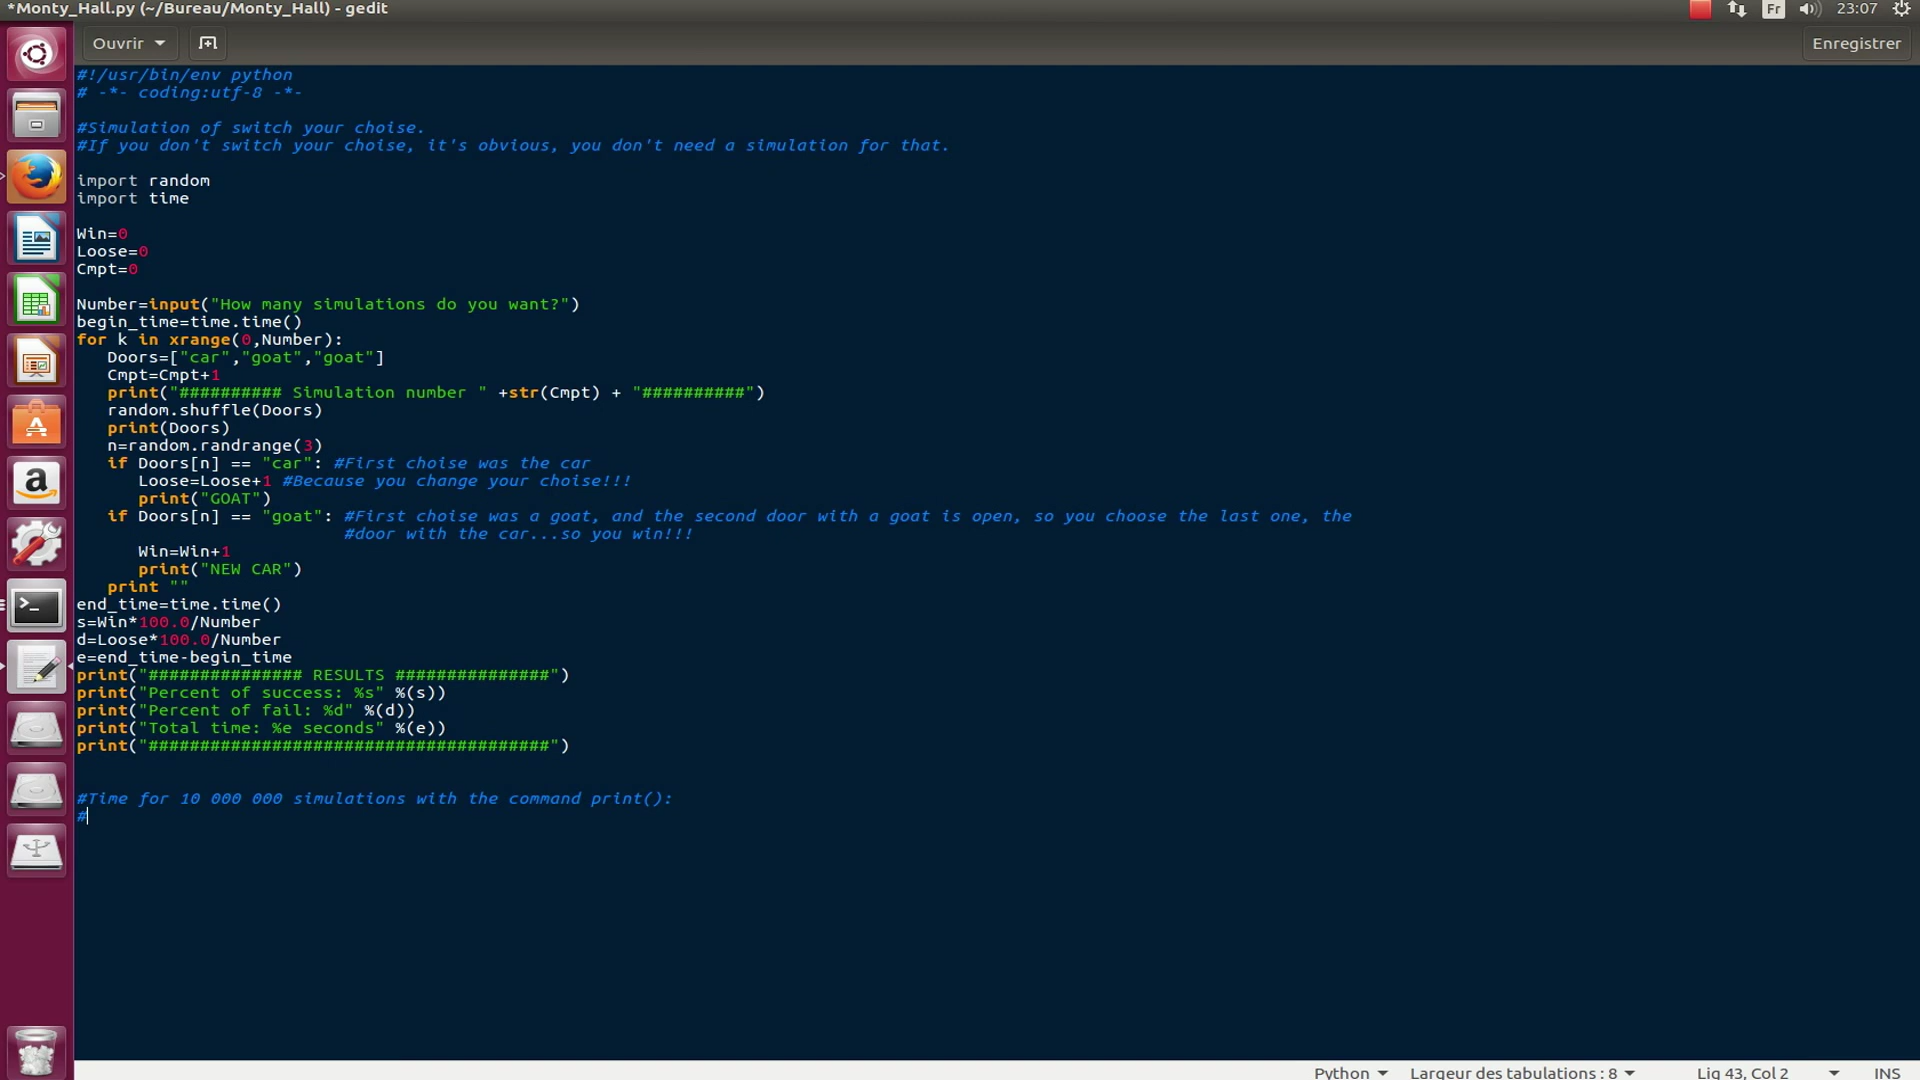 *Monty_Hall.py (~/Bureau/Monty_Hall) - gedit
Fr
23:07
Ouvrir
Enregistrer
#!/usr/bin/env python
# -*- coding:utf-8 -*-
#Simulation of switch your choise.
#If you don't switch your choise, it's obvious, you don't need a simulation for that.
import random
import time
Win=0
Loose=0
Cmpt=0
Number=input("How many simulations do you want?")
begin_time=time.time()
for k in xrange(0,Number):
   Doors=["car","goat","goat"]
   Cmpt=Cmpt+1
   print("########## Simulation number " +str(Cmpt) + "##########")
   random.shuffle(Doors)
   print(Doors)
   n=random.randrange(3)
   if Doors[n] == "car": #First choise was the car
      Loose=Loose+1 #Because you change your choise!!!
      print("GOAT")
   if Doors[n] == "goat": #First choise was a goat, and the second door with a goat is open, so you choose the last one, the
                          #door with the car...so you win!!!
      Win=Win+1
      print("NEW CAR")
   print ""
end_time=time.time()
s=Win*100.0/Number
d=Loose*100.0/Number
e=end_time-begin_time
print("############### RESULTS ###############")
print("Percent of success: %s" %(s))
print("Percent of fail: %d" %(d))
print("Total time: %e seconds" %(e))
print("#######################################")
#Time for 10 000 000 simulations with the command print():
#
Python
Largeur des tabulations : 8
Lig 43, Col 2
INS